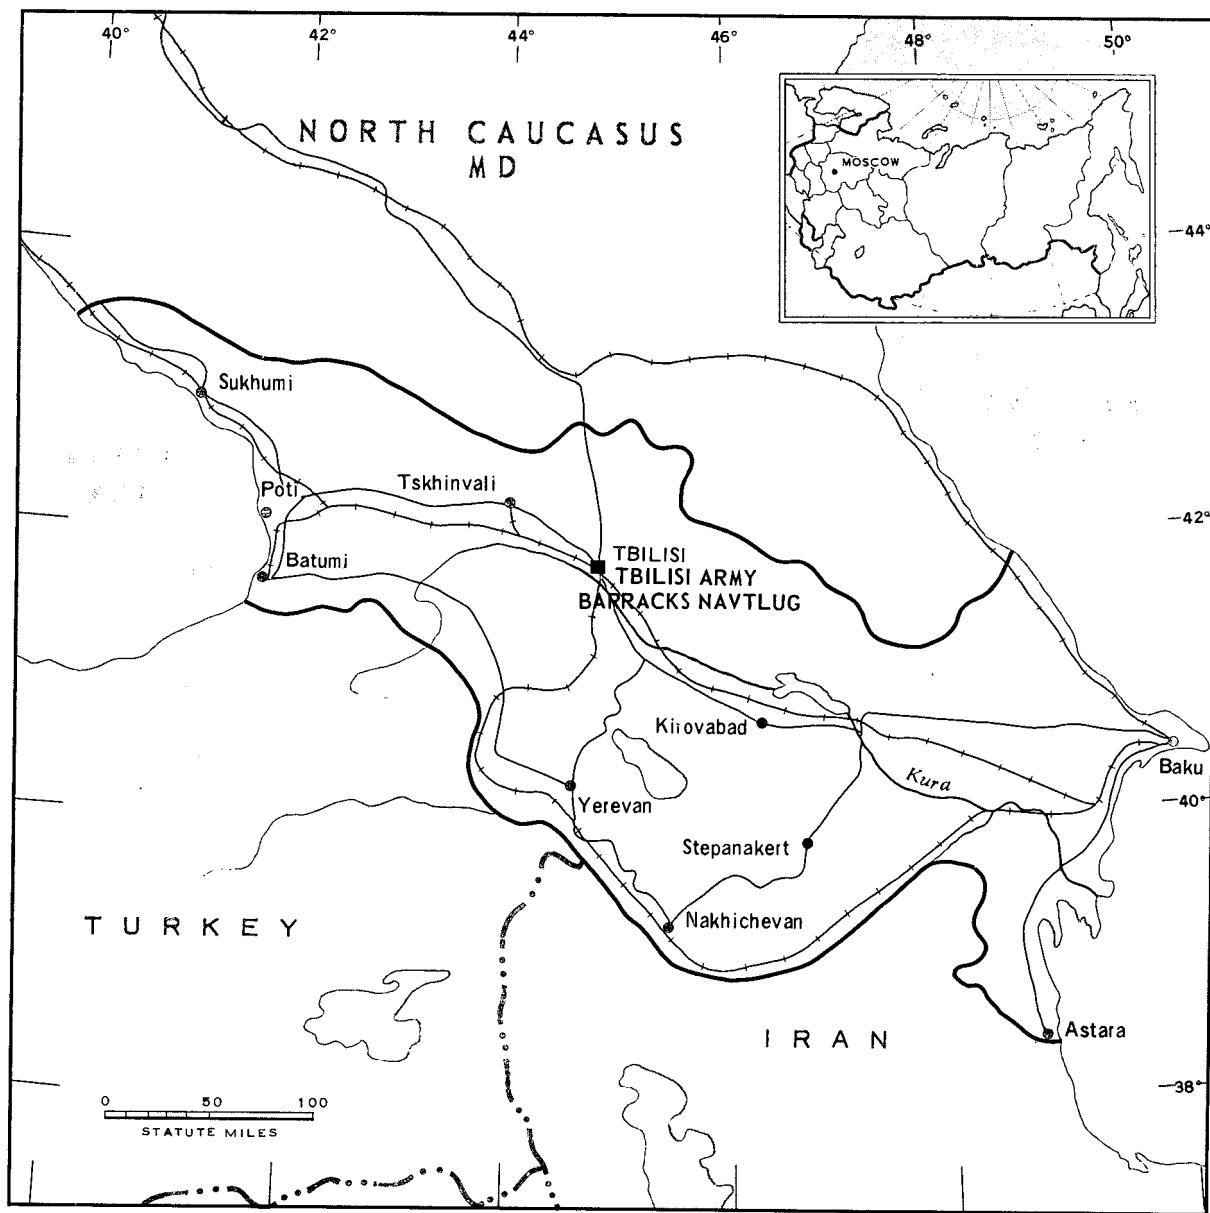 40°
42°
44°
46°
48°
50°
NORTH CAUCASUS
MD
MOSCOW
44°
Sukhumi
Poti
Tskhinvali
42°
Batumi
TBILISI
TBILISI ARMY
BARRACKS NAVTLUG
Kirovabad
Kura
Baku
40°
Yerevan
Stepanakert
TURKEY
Nakhichevan
IRAN
Astara
38°
0 50 100
STATUTE MILES